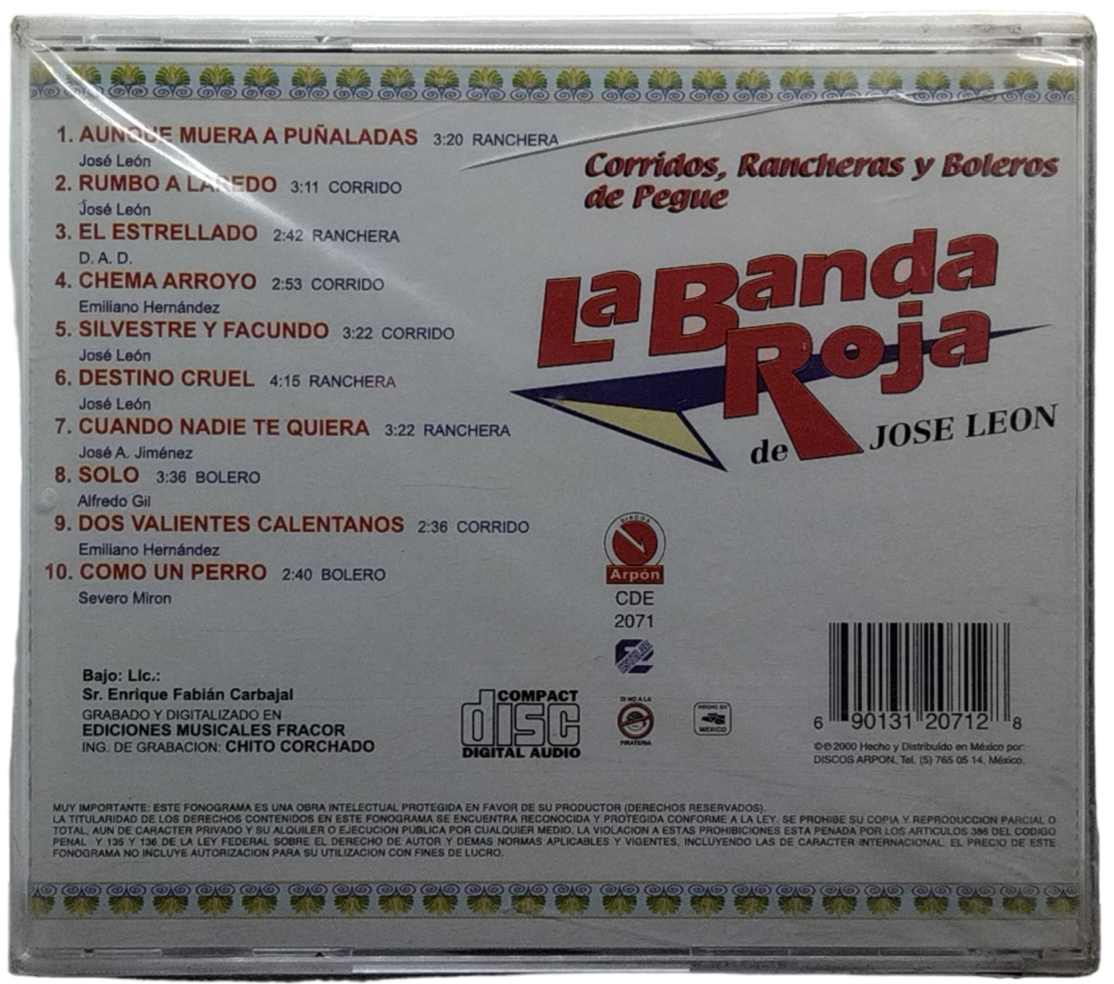 1. AUNQUE MUERA A PUÑALADAS 3:20 RANCHERA
José León
2. RUMBO A LAREDO 3:11 CORRIDO
José León
3. EL ESTRELLADO 2:42 RANCHERA
D. A. D.
4. CHEMA ARROYO 2:53 CORRIDO
Emiliano Hernández
5. SILVESTRE Y FACUNDO 3:22 CORRIDO
José León
6. DESTINO CRUEL 4:15 RANCHERA
José León
7. CUANDO NADIE TE QUIERA 3:22 RANCHERA
José A. Jiménez
8. SOLO 3:36 BOLERO
Alfredo Gil
9. DOS VALIENTES CALENTANOS 2:36 CORRIDO
Emiliano Hernández
10. COMO UN PERRO 2:40 BOLERO
Severo Miron
Corridos, Rancheras y Boleros
de Pegue
La Banda
Roja
de JOSE LEON
DISCOS
Arpón
CDE
2071
Bajo: Lic.:
Sr. Enrique Fabián Carbajal
GRABADO Y DIGITALIZADO EN
EDICIONES MUSICALES FRACOR
ING. DE GRABACION: CHITO CORCHADO
COMPACT
disc
DIGITAL AUDIO
DI NO A LA
PIRATERIA
HECHO EN
MEXICO
6 90131 20712 8
©℗2000 Hecho y Distribuído en México por:
DISCOS ARPON. Tel. (5) 765 05 14. México.
MUY IMPORTANTE: ESTE FONOGRAMA ES UNA OBRA INTELECTUAL PROTEGIDA EN FAVOR DE SU PRODUCTOR (DERECHOS RESERVADOS).
LA TITULARIDAD DE LOS DERECHOS CONTENIDOS EN ESTE FONOGRAMA SE ENCUENTRA RECONOCIDA Y PROTEGIDA CONFORME A LA LEY. SE PROHIBE SU COPIA Y REPRODUCCION PARCIAL O
TOTAL, AUN DE CARACTER PRIVADO Y SU ALQUILER O EJECUCION PUBLICA POR CUALQUIER MEDIO. LA VIOLACION A ESTAS PROHIBICIONES ESTA PENADA POR LOS ARTICULOS 386 DEL CODIGO
PENAL Y 135 Y 136 DE LA LEY FEDERAL SOBRE EL DERECHO DE AUTOR Y DEMAS NORMAS APLICABLES Y VIGENTES, INCLUYENDO LAS DE CARACTER INTERNACIONAL. EL PRECIO DE ESTE
FONOGRAMA NO INCLUYE AUTORIZACION PARA SU UTILIZACION CON FINES DE LUCRO.